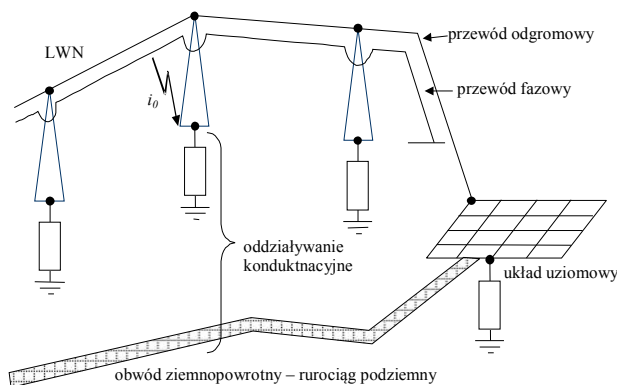 LWN
przewód odgromowy
przewód fazowy
i0
oddziaływanie
konduktnacyjne
układ uziomowy
obwód ziemnopowrotny – rurociąg podziemny